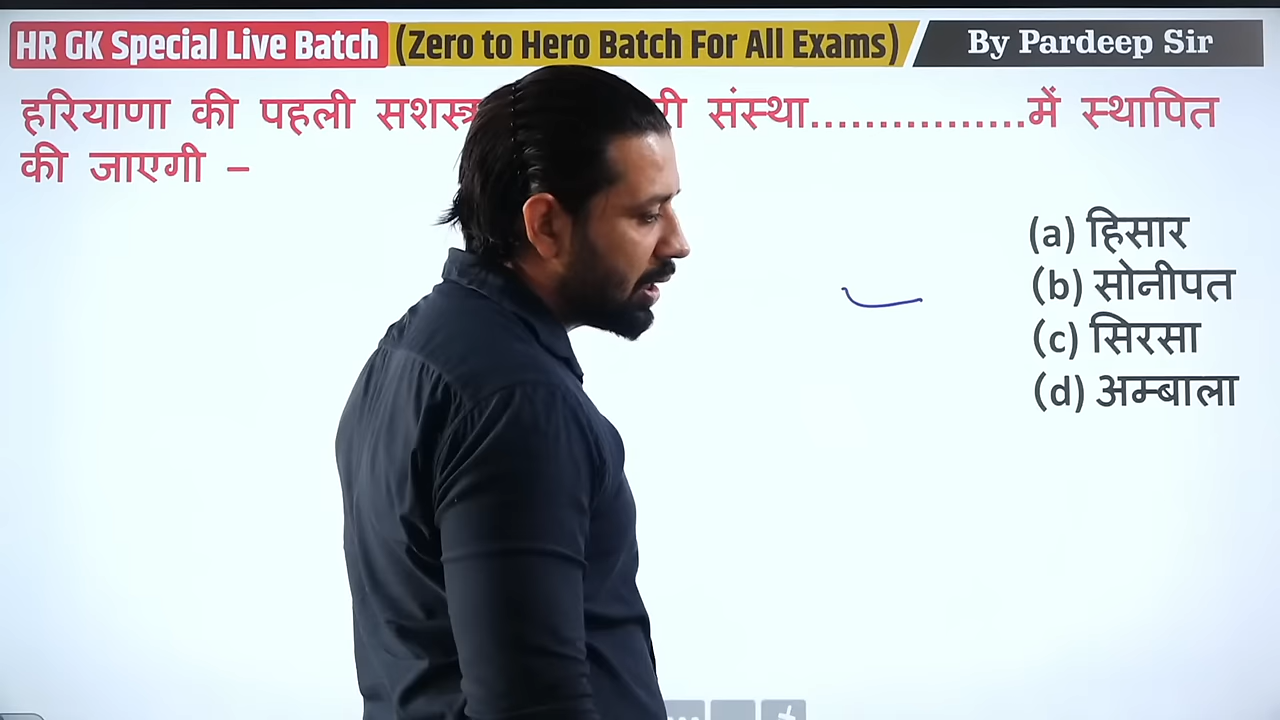 HR GK Special Live Batch (Zero to Hero Batch For All Exams) By Pardeep Sir
हरियाणा की पहली संस्था................में स्थापित
की जाएगी –
(a) हिसार
(b) सोनीपत
(c) सिरसा
(d) अम्बाला